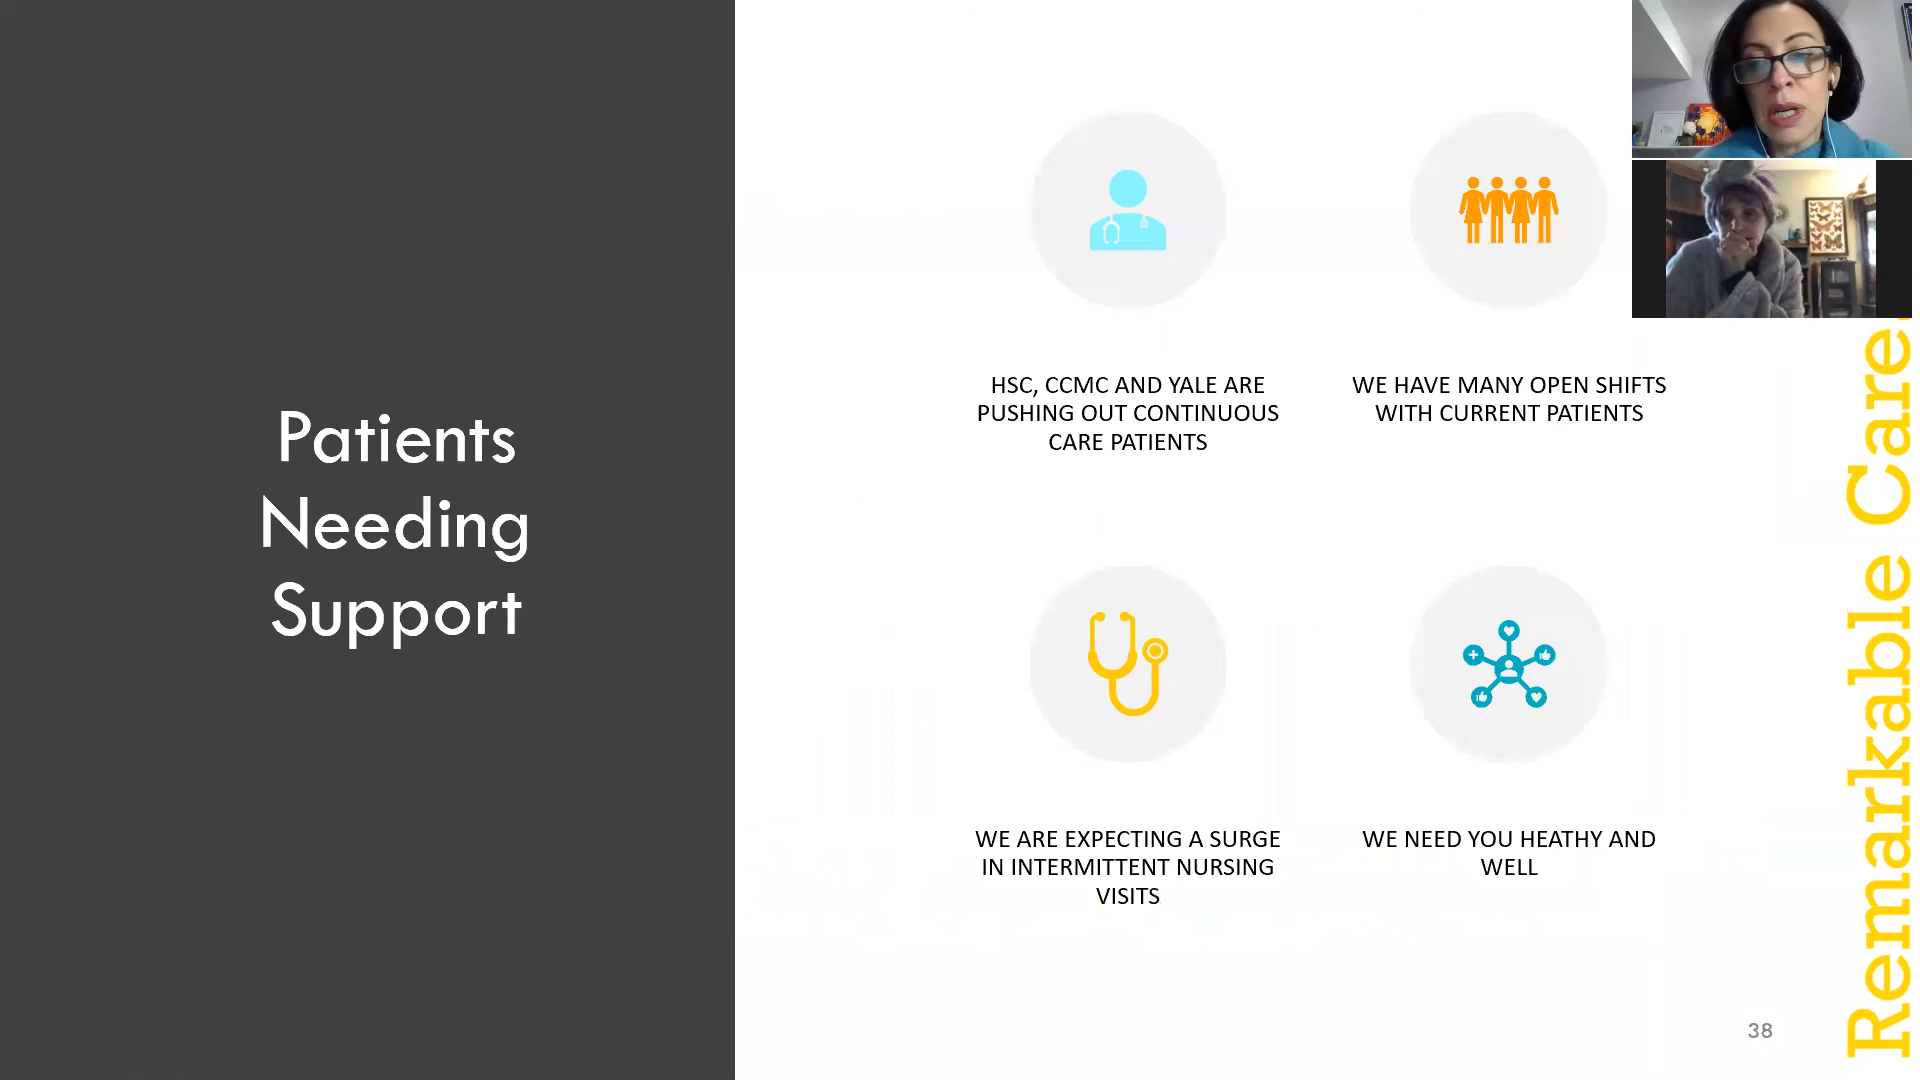 Patients
Needing
Support
HSC, CCMC AND YALE ARE
PUSHING OUT CONTINUOUS
CARE PATIENTS
WE HAVE MANY OPEN SHIFTS
WITH CURRENT PATIENTS
WE ARE EXPECTING A SURGE
IN INTERMITTENT NURSING
VISITS
WE NEED YOU HEATHY AND
WELL
Remarkable Care.
38